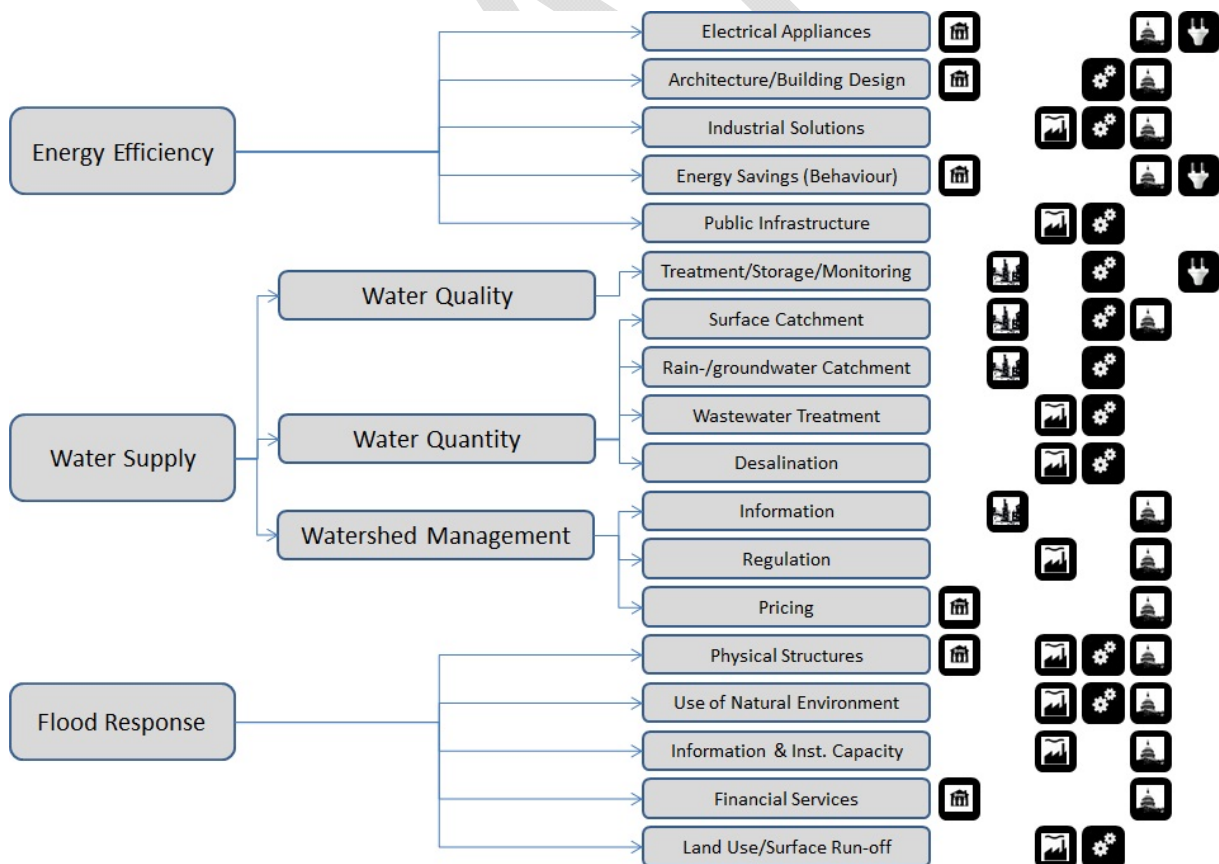 Electrical Appliances
Architecture/Building Design
Energy Efficiency
Industrial Solutions
Energy Savings (Behaviour)
Public Infrastructure
Water Supply
Water Quality
Treatment/Storage/Monitoring
Water Quantity
Surface Catchment
Rain-/groundwater Catchment
Wastewater Treatment
Desalination
Watershed Management
Information
Regulation
Pricing
Flood Response
Physical Structures
Use of Natural Environment
Information & Inst. Capacity
Financial Services
Land Use/Surface Run-off